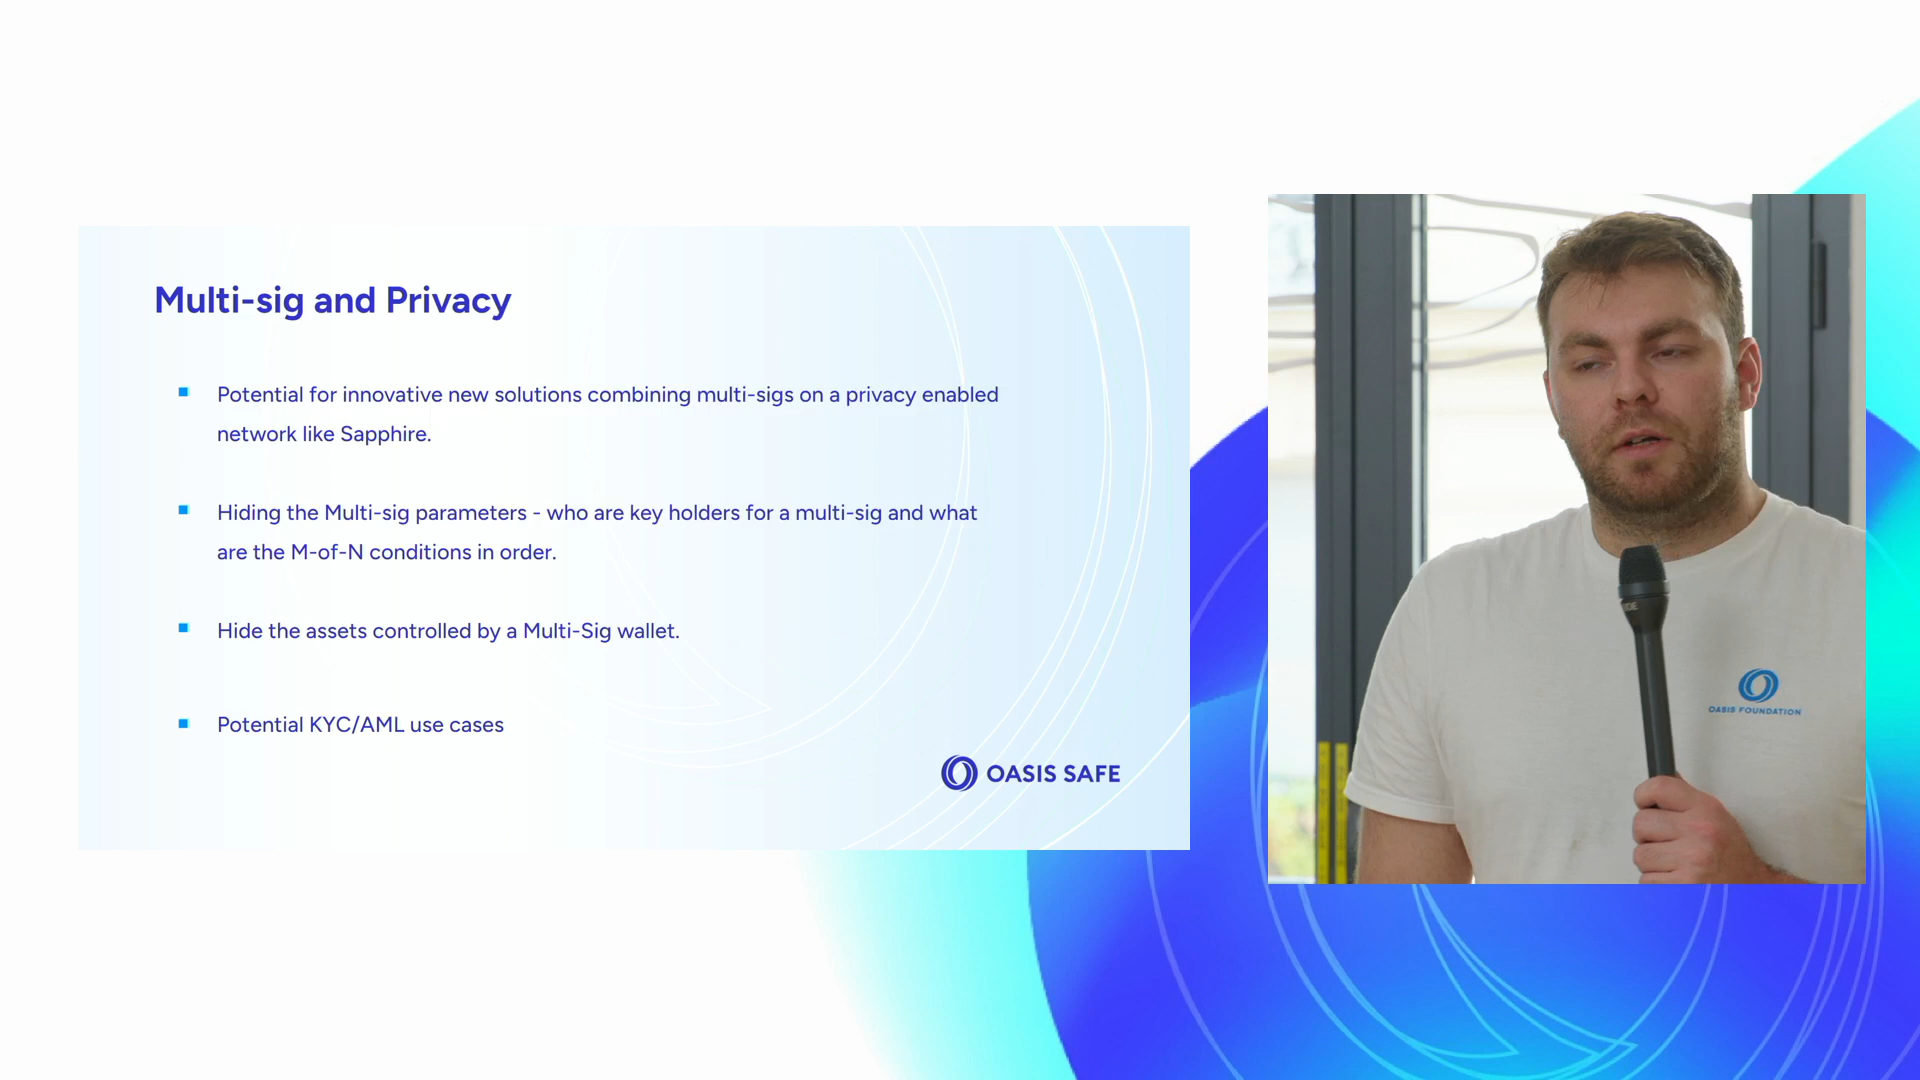 Multi-sig and Privacy
Potential for innovative new solutions combining multi-sigs on a privacy enabled
network like Sapphire.
Hiding the Multi-sig parameters - who are key holders for a multi-sig and what
are the M-of-N conditions in order.
Hide the assets controlled by a Multi-Sig wallet.
Potential KYC/AML use cases
OASIS SAFE
OASIS FOUNDATION